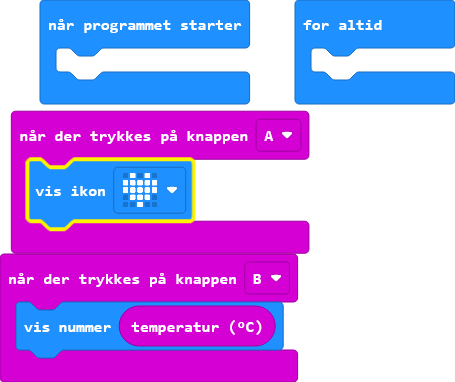 når programmet starter
for altid
når der trykkes på knappen A
vis ikon
når der trykkes på knappen B
vis nummer temperatur (ºC)